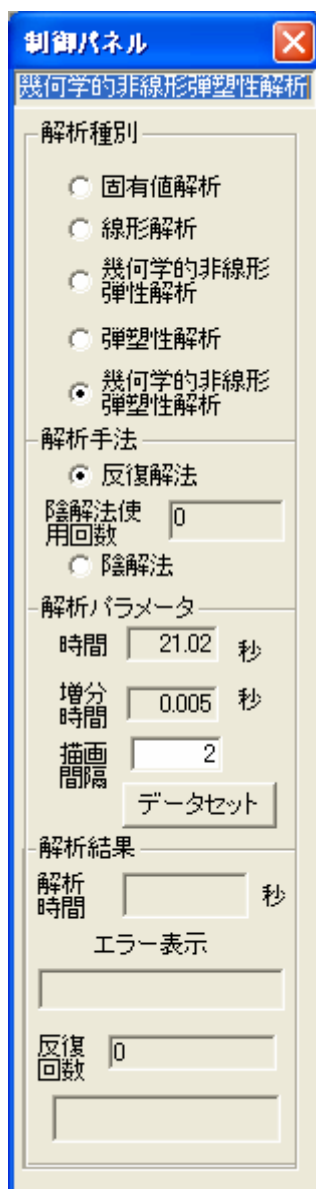 制御パネル
幾何学的非線形弾塑性解析
解析種別
固有値解析
線形解析
幾何学的非線形
弾性解析
弾塑性解析
幾何学的非線形
弾塑性解析
解析手法
反復解法
陰解法使
用回数 0
陰解法
解析パラメータ
時間 21.02 秒
増分
時間 0.005 秒
描画
間隔 2
データセット
解析結果
解析
時間 秒
エラー表示
反復
回数 0